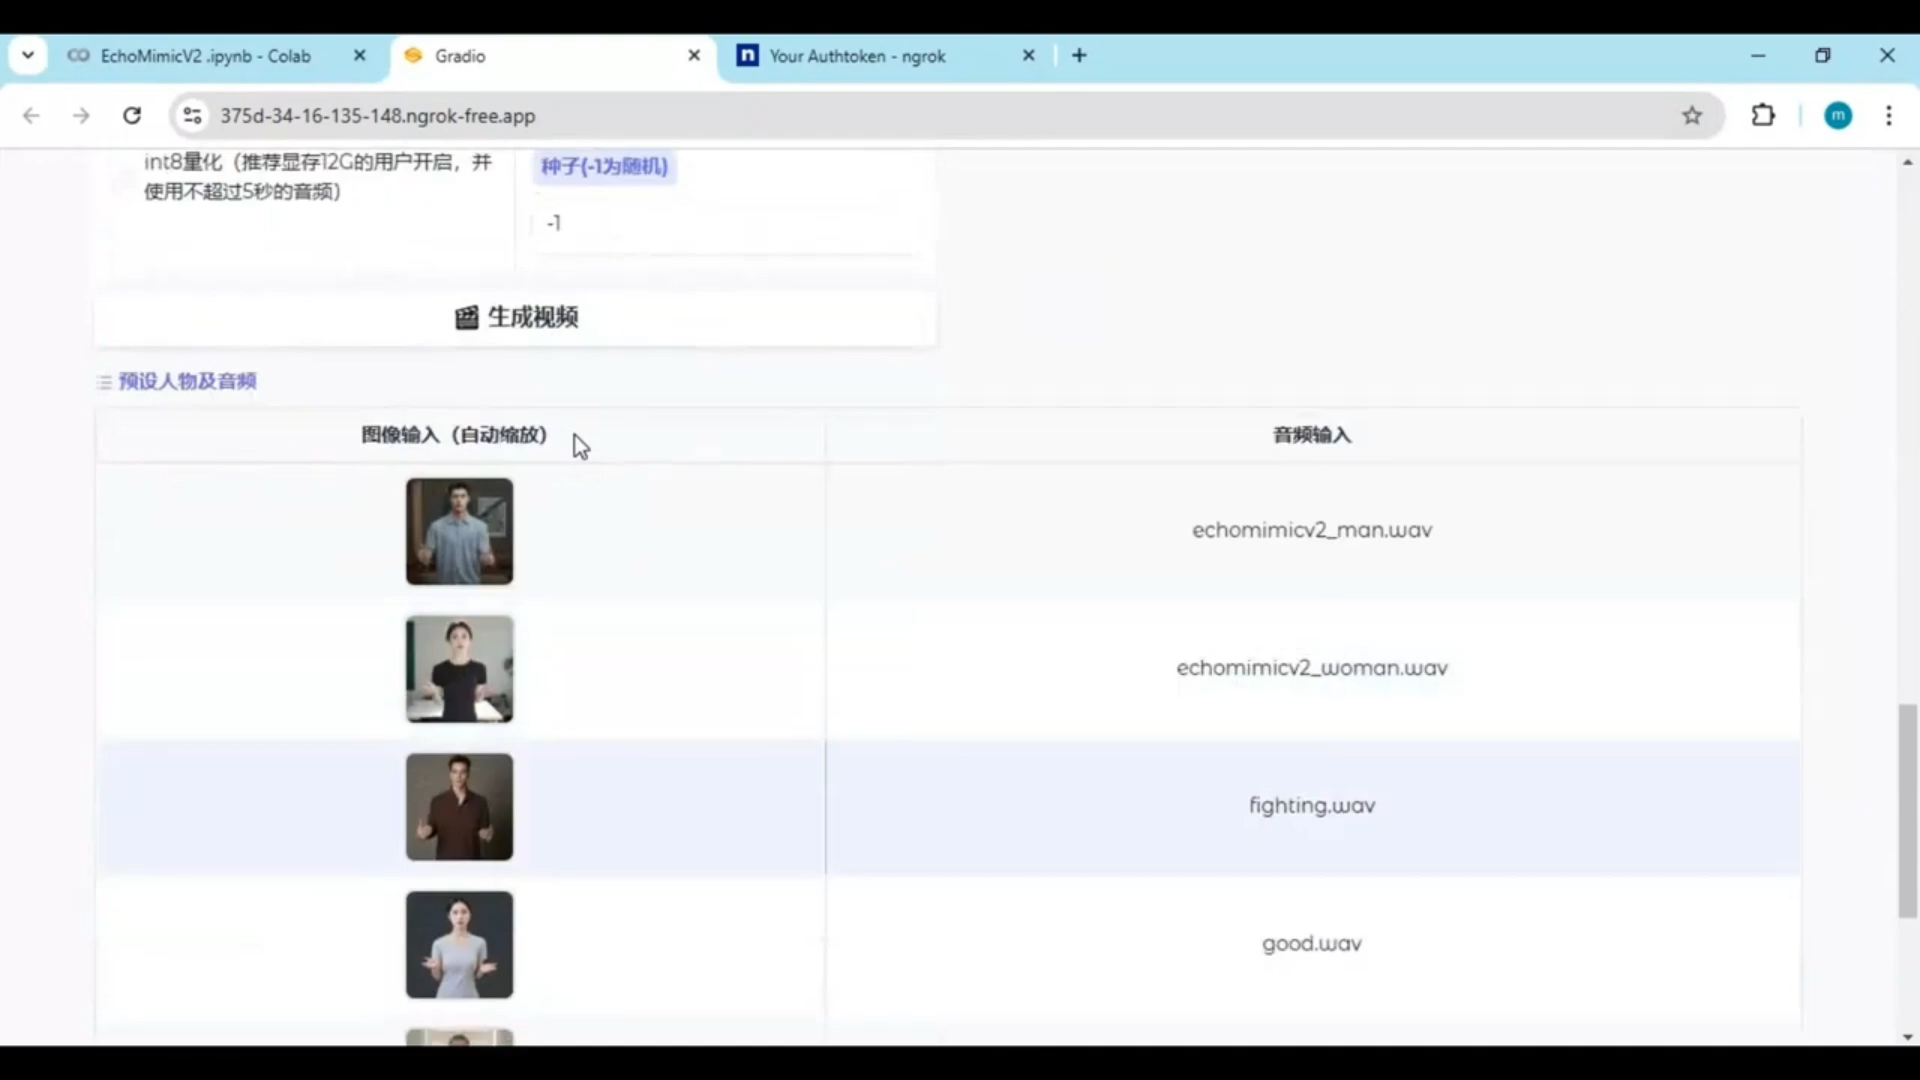 EchoMimicV2 .ipynb - Colab
Gradio
Your Authtoken - ngrok
375d-34-16-135-148.ngrok-free.app
m
int8量化（推荐显存12G的用户开启，并
使用不超过5秒的音频）
种子(-1为随机)
-1
🎬 生成视频
预设人物及音频
图像输入（自动缩放）
音频输入
echomimicv2_man.wav
echomimicv2_woman.wav
fighting.wav
good.wav